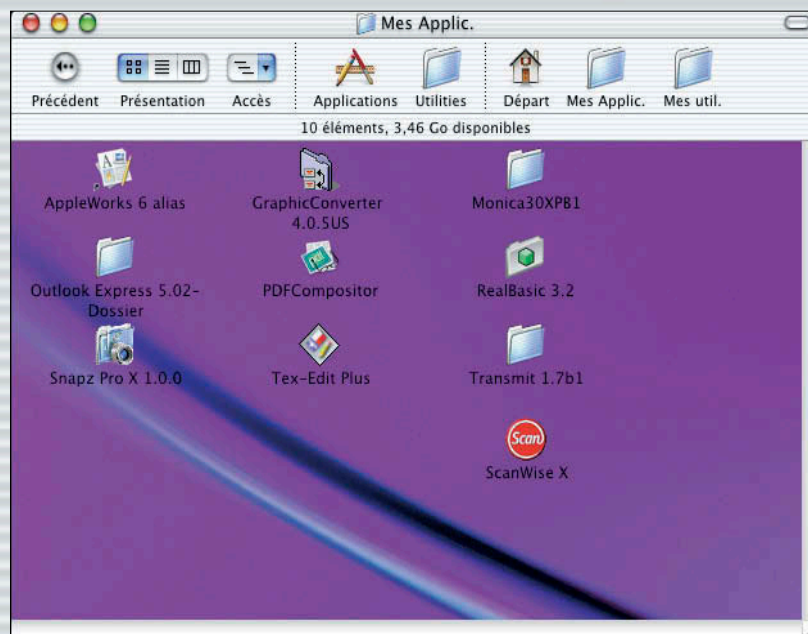 Mes Applic.
Précédent Présentation Accès Applications Utilities Départ Mes Applic. Mes util.
10 éléments, 3,46 Go disponibles
AppleWorks 6 alias
GraphicConverter
4.0.5US
Monica30XPB1
Outlook Express 5.02-
Dossier
PDFCompositor
RealBasic 3.2
Snapz Pro X 1.0.0
Tex-Edit Plus
Transmit 1.7b1
Scan
ScanWise X